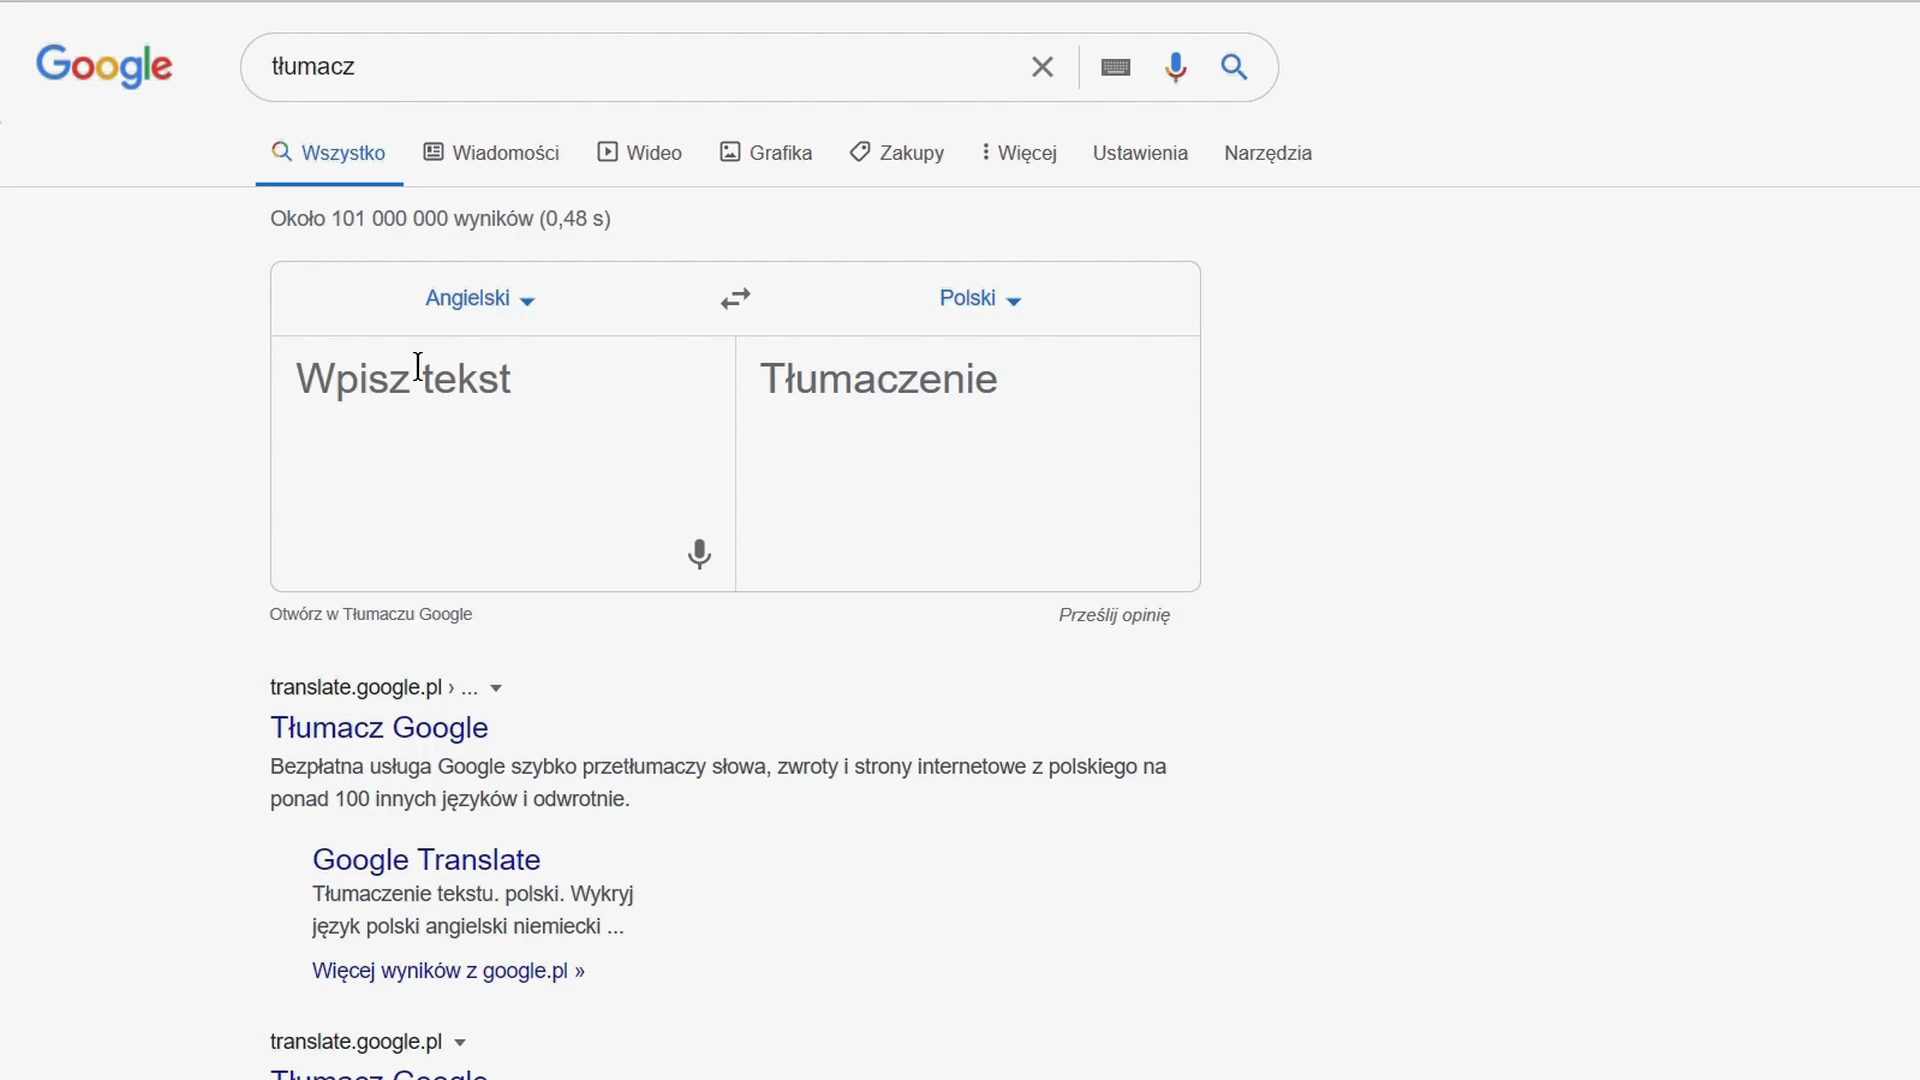 Google
tłumacz
Wszystko Wiadomości Wideo Grafika Zakupy Więcej Ustawienia Narzędzia
Około 101 000 000 wyników (0,48 s)
Angielski Polski
Wpisz tekst Tłumaczenie
Otwórz w Tłumaczu Google Prześlij opinię
translate.google.pl › ...
Tłumacz Google
Bezpłatna usługa Google szybko przetłumaczy słowa, zwroty i strony internetowe z polskiego na
ponad 100 innych języków i odwrotnie.
Google Translate
Tłumaczenie tekstu. polski. Wykryj
język polski angielski niemiecki ...
Więcej wyników z google.pl »
translate.google.pl
Tłumacz Google